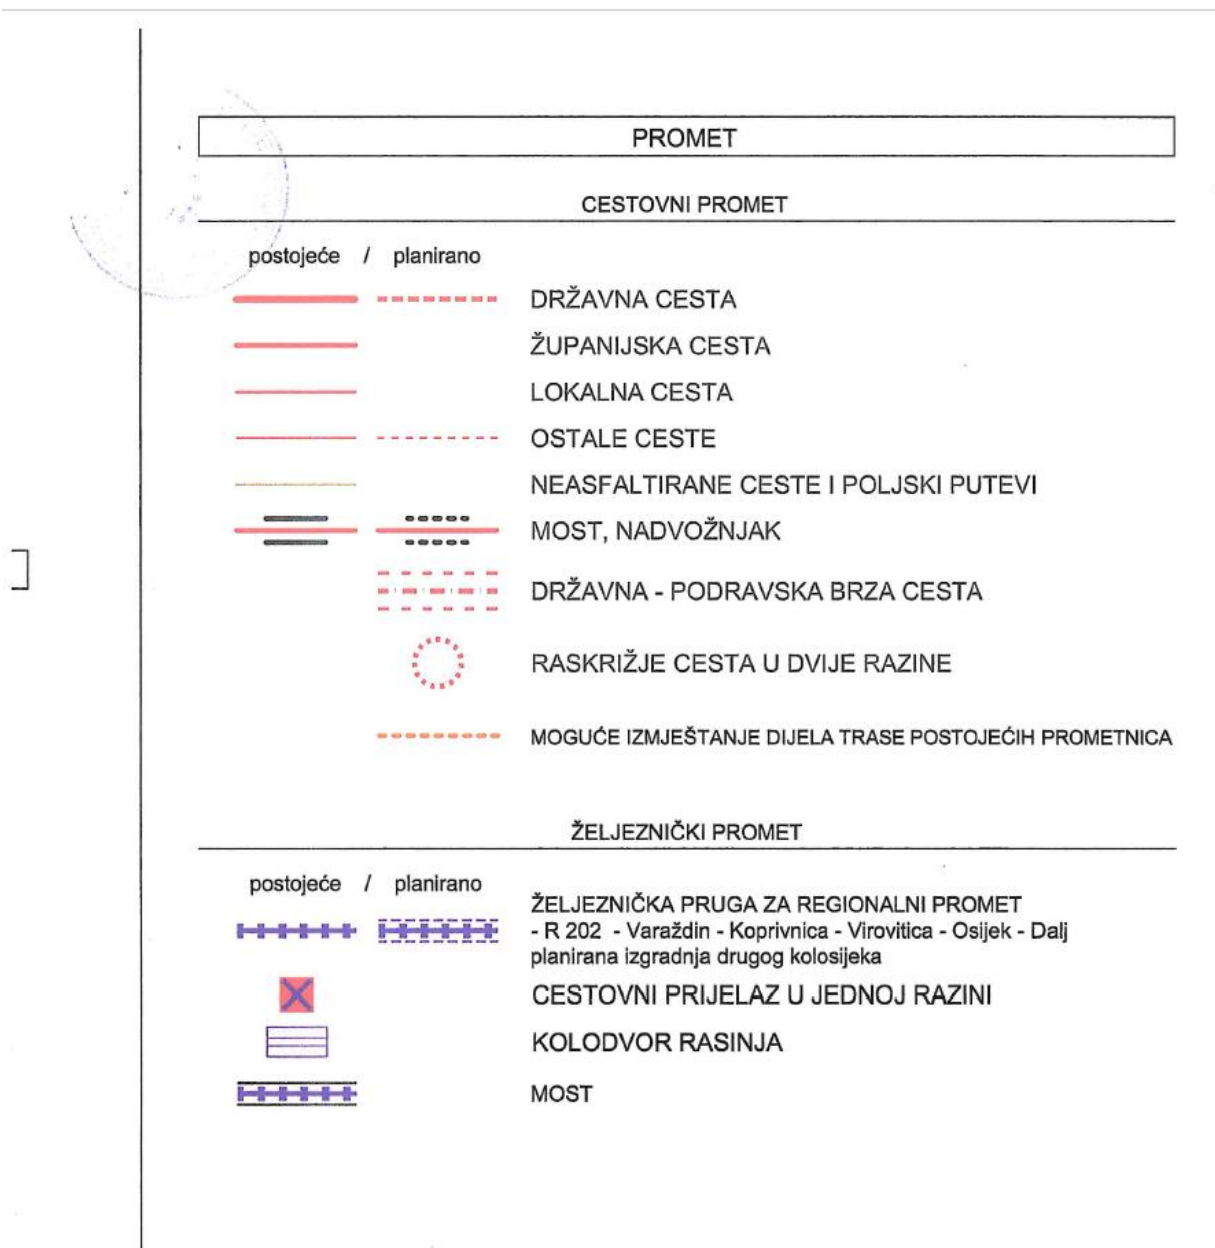 PROMET
CESTOVNI PROMET
postojeće / planirano
DRŽAVNA CESTA
ŽUPANIJSKA CESTA
LOKALNA CESTA
OSTALE CESTE
NEASFALTIRANE CESTE I POLJSKI PUTEVI
MOST, NADVOŽNJAK
DRŽAVNA - PODRAVSKA BRZA CESTA
RASKRIŽJE CESTA U DVIJE RAZINE
MOGUĆE IZMJEŠTANJE DIJELA TRASE POSTOJEĆIH PROMETNICA
ŽELJEZNIČKI PROMET
postojeće / planirano
ŽELJEZNIČKA PRUGA ZA REGIONALNI PROMET
- R 202 - Varaždin - Koprivnica - Virovitica - Osijek - Dalj
planirana izgradnja drugog kolosijeka
CESTOVNI PRIJELAZ U JEDNOJ RAZINI
KOLODVOR RASINJA
MOST